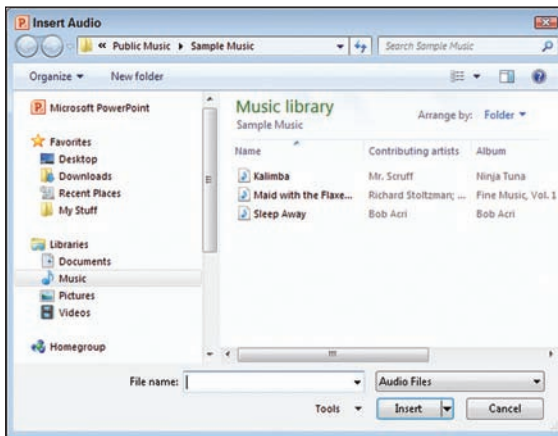 Insert Audio
« Public Music ▸ Sample Music
Search Sample Music
Organize
New folder
Microsoft PowerPoint
Favorites
Desktop
Downloads
Recent Places
My Stuff
Libraries
Documents
Music
Pictures
Videos
Homegroup
Music library
Sample Music
Arrange by: Folder
Name Contributing artists Album
Kalimba Mr. Scruff Ninja Tuna
Maid with the Flaxe... Richard Stoltzman; ... Fine Music, Vol. 1
Sleep Away Bob Acri Bob Acri
File name:
Audio Files
Tools
Insert
Cancel